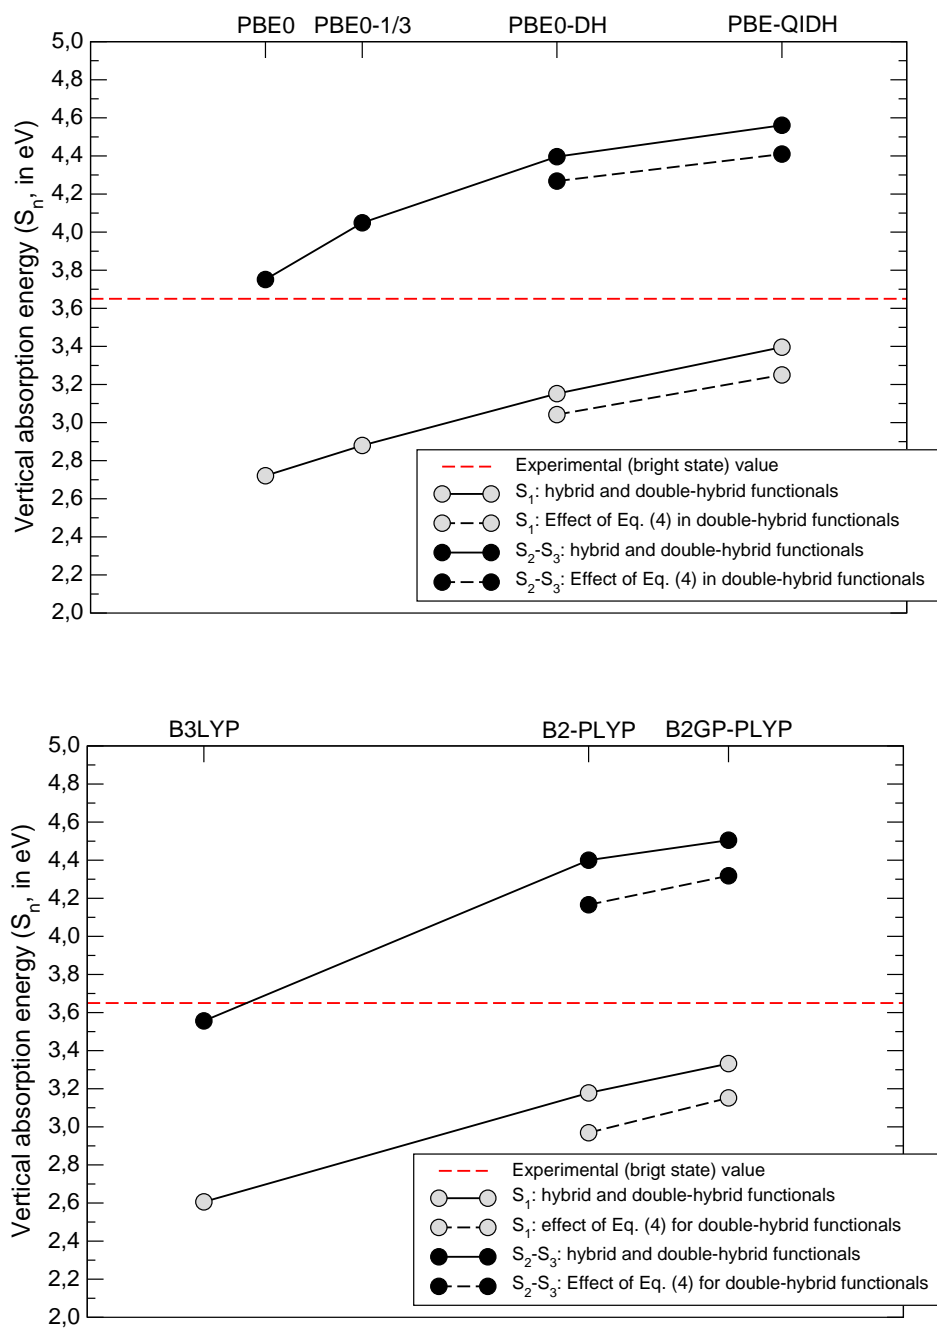 PBE0 PBE0-1/3 PBE0-DH PBE-QIDH
5,0
4,8
4,6
4,4
4,2
4,0
3,8
3,6
3,4
3,2
3,0
2,8
2,6
2,4
2,2
2,0
Vertical absorption energy (Sn, in eV)
Experimental (bright state) value
S1: hybrid and double-hybrid functionals
S1: Effect of Eq. (4) in double-hybrid functionals
S2-S3: hybrid and double-hybrid functionals
S2-S3: Effect of Eq. (4) in double-hybrid functionals
B3LYP B2-PLYP B2GP-PLYP
5,0
4,8
4,6
4,4
4,2
4,0
3,8
3,6
3,4
3,2
3,0
2,8
2,6
2,4
2,2
2,0
Vertical absorption energy (Sn, in eV)
Experimental (brigt state) value
S1: hybrid and double-hybrid functionals
S1: effect of Eq. (4) for double-hybrid functionals
S2-S3: hybrid and double-hybrid functionals
S2-S3: Effect of Eq. (4) for double-hybrid functionals